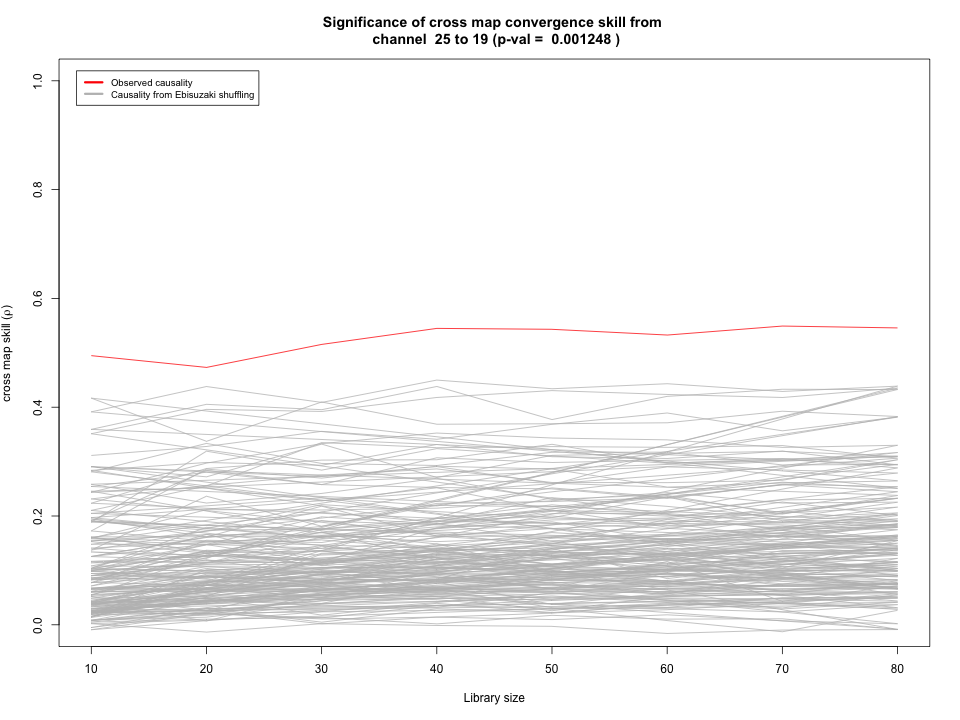 Significance of cross map convergence skill from
channel  25 to 19 (p-val =  0.001248 )
Observed causality
Causality from Ebisuzaki shuffling
cross map skill (ρ)
1.0
0.8
0.6
0.4
0.2
0.0
10 20 30 40 50 60 70 80
Library size